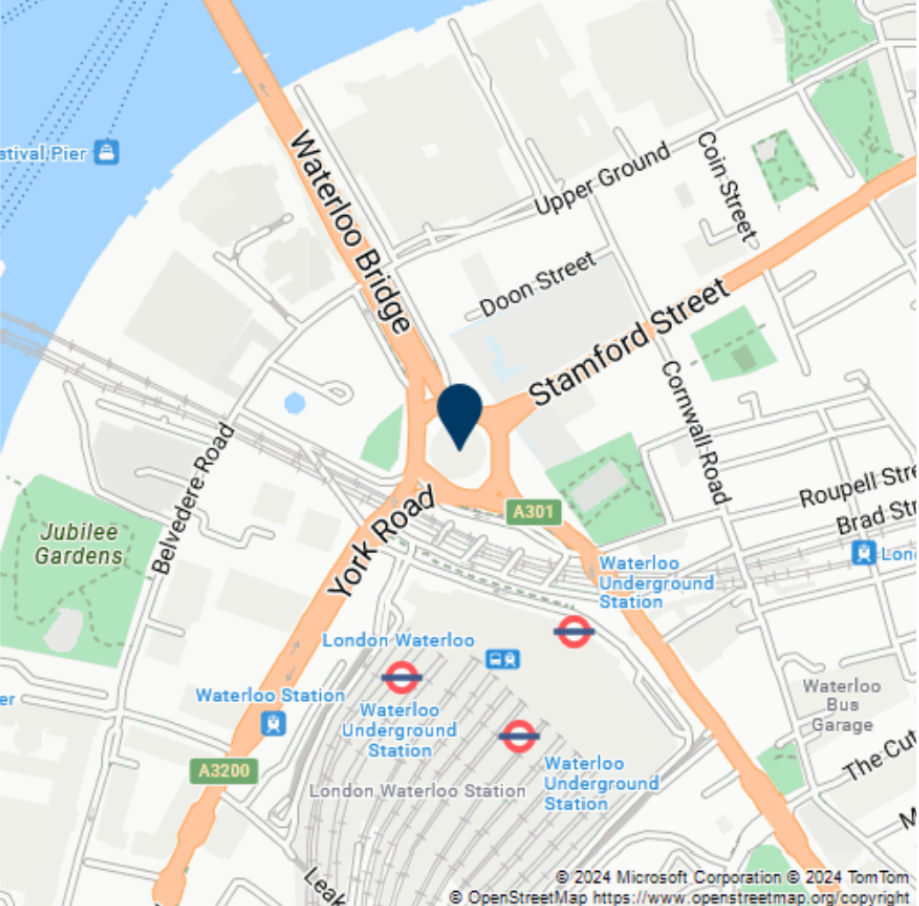 stival Pier
Waterloo Bridge
Upper Ground
Coin Street
Doon Street
Stamford Street
Cornwall Road
Belvedere Road
Roupell Stre
Brad Str
A301
Jubilee
Gardens
York Road
Lon
Waterloo
Underground
Station
London Waterloo
Waterloo Station
Waterloo
Underground
Station
Waterloo
Bus
Garage
er
The Cut
A3200
Waterloo
Underground
Station
London Waterloo Station
M
Leak
© 2024 Microsoft Corporation © 2024 TomTom
© OpenStreetMap https://www.openstreetmap.org/copyright